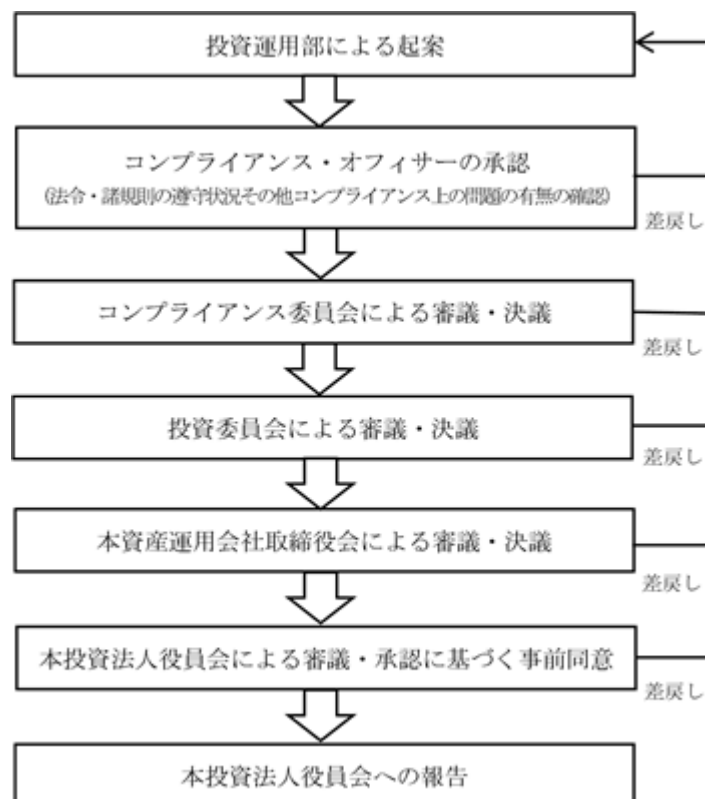 投資運用部による起案
コンプライアンス・オフィサーの承認
(法令・諸規則の遵守状況その他コンプライアンス上の問題の有無の確認)
差戻し
コンプライアンス委員会による審議・決議
差戻し
投資委員会による審議・決議
差戻し
本資産運用会社取締役会による審議・決議
差戻し
本投資法人役員会による審議・承認に基づく事前同意
差戻し
本投資法人役員会への報告